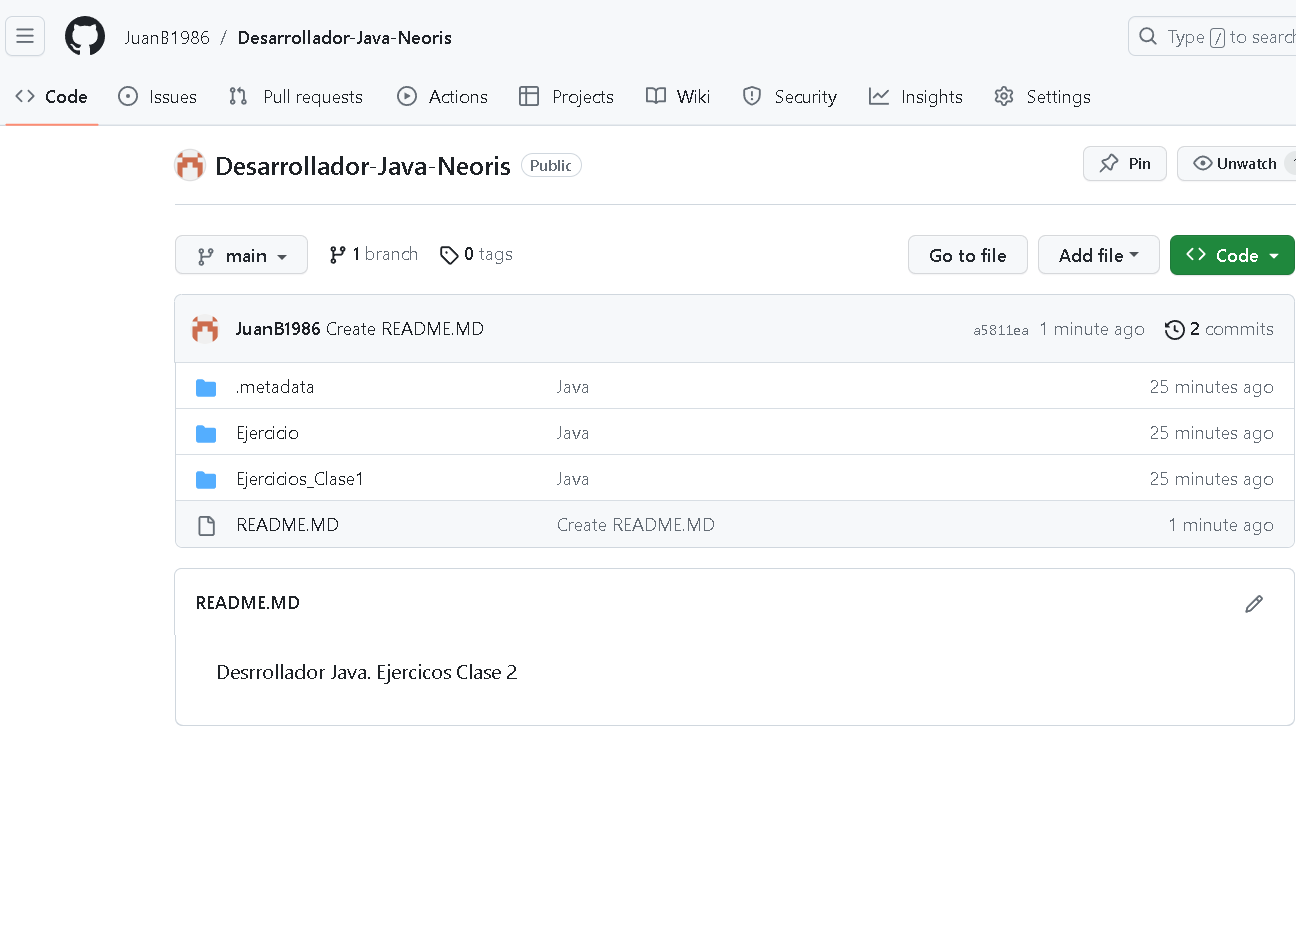 JuanB1986 / Desarrollador-Java-Neoris
Type / to search
Code Issues Pull requests Actions Projects Wiki Security Insights Settings
Desarrollador-Java-Neoris Public
Pin Unwatch 1
main 1 branch 0 tags Go to file Add file Code
JuanB1986 Create README.MD a5811ea 1 minute ago 2 commits
.metadata Java 25 minutes ago
Ejercicio Java 25 minutes ago
Ejercicios_Clase1 Java 25 minutes ago
README.MD Create README.MD 1 minute ago
README.MD
Desrrollador Java. Ejercicos Clase 2